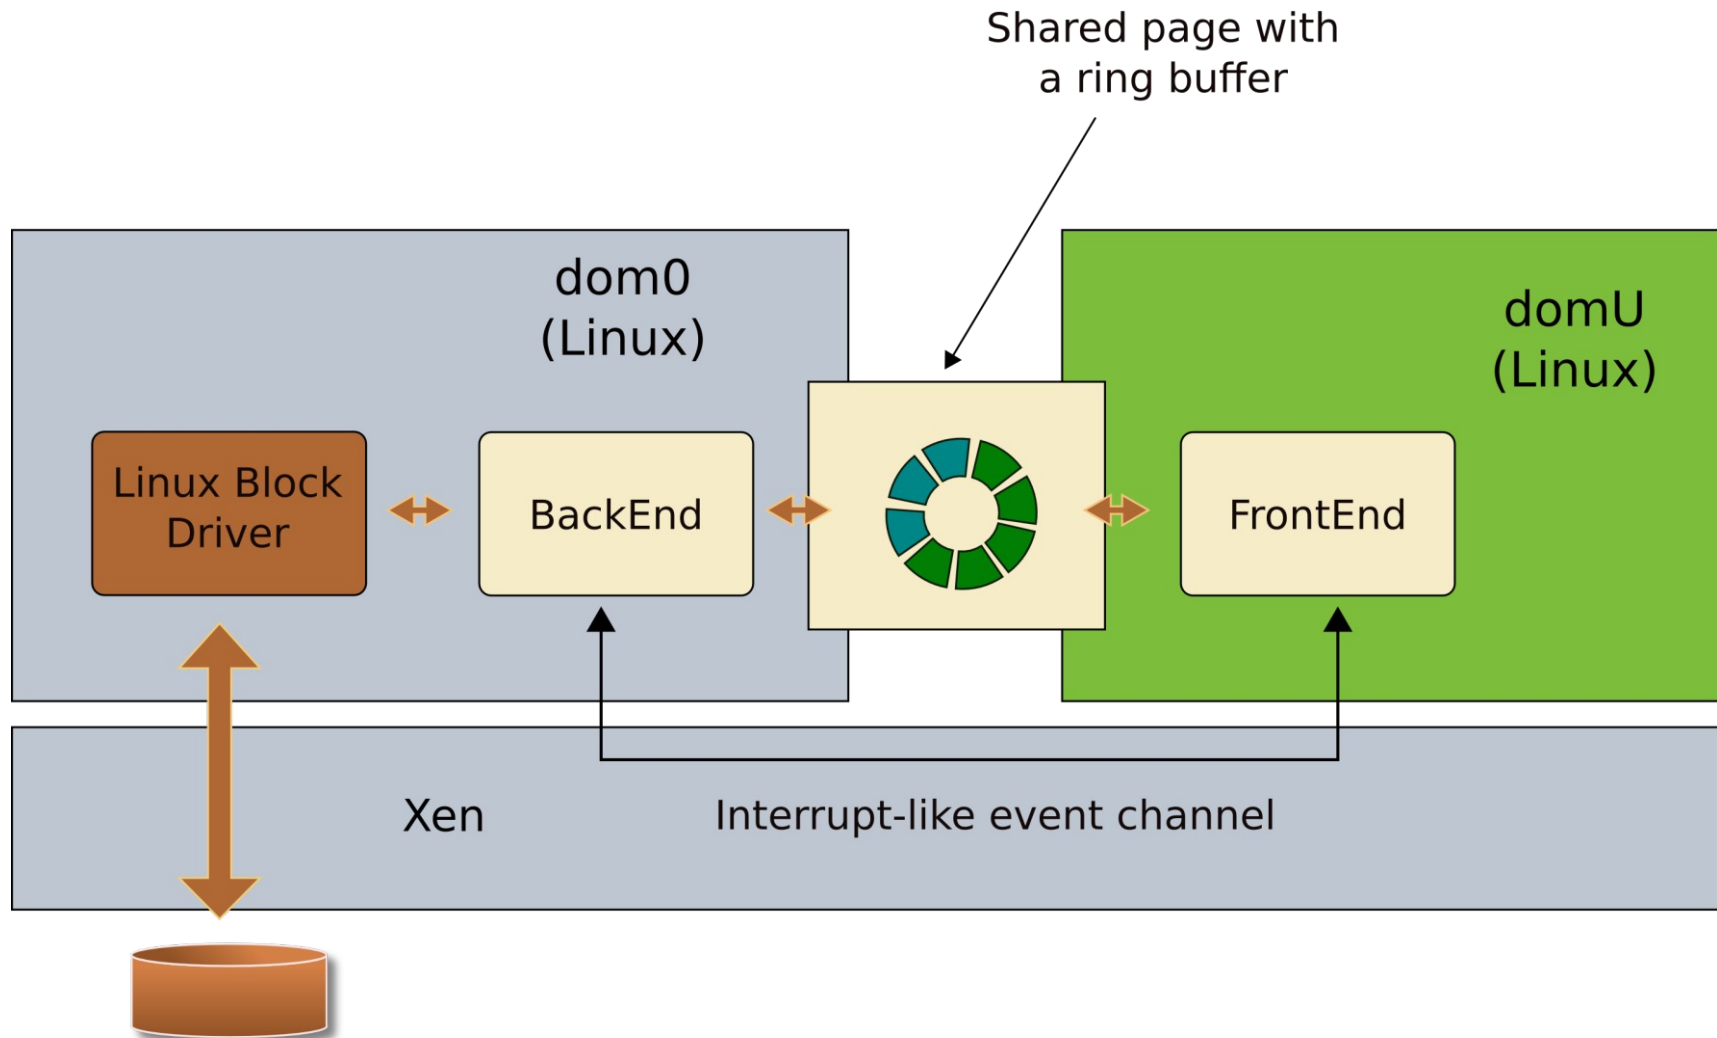 Shared page with
a ring buffer
dom0
(Linux)
domU
(Linux)
Linux Block
Driver
BackEnd
FrontEnd
Xen
Interrupt-like event channel